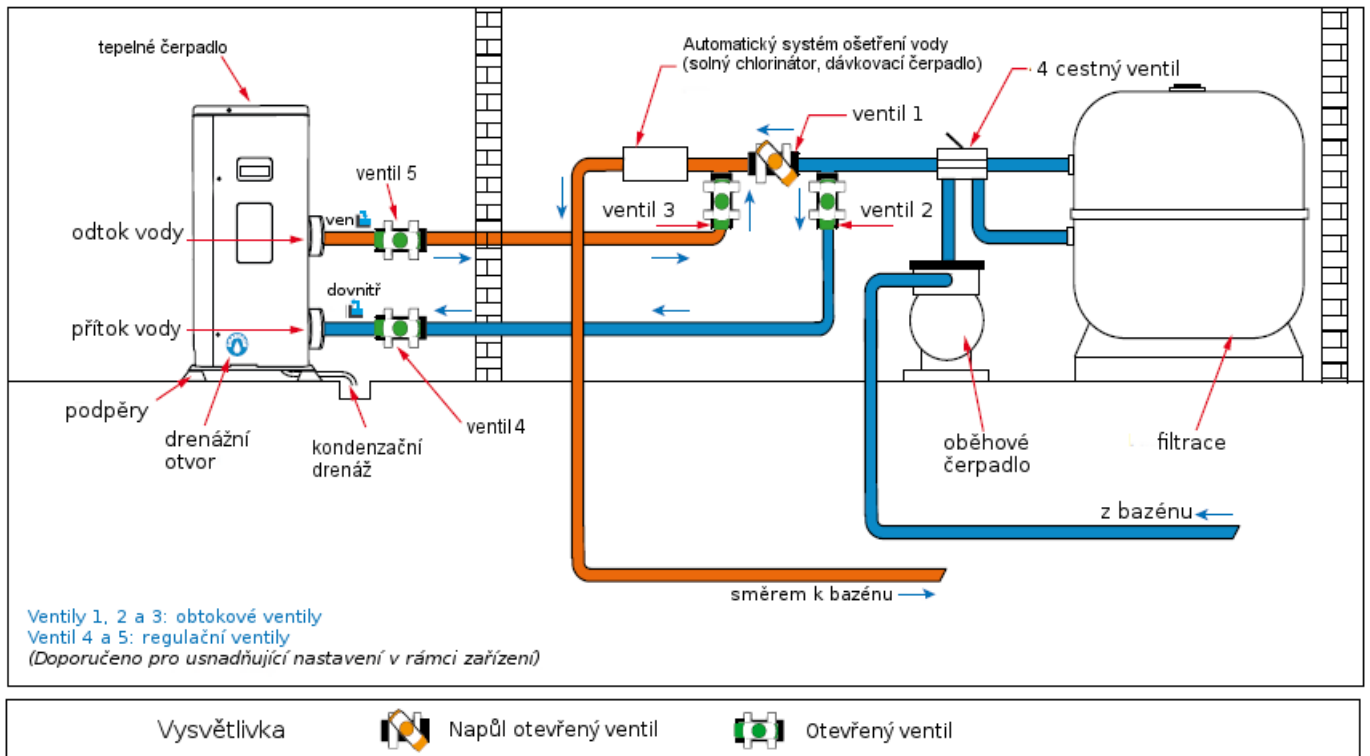 tepelné čerpadlo
Automatický systém ošetření vody
(solný chlorinátor, dávkovací čerpadlo)
4 cestný ventil
ventil 1
ventil 5
ventil 3
ventil 2
ven
odtok vody
dovnitř
přítok vody
podpěry
drenážní
otvor
kondenzační
drenáž
ventil 4
oběhové
čerpadlo
filtrace
z bazénu
směrem k bazénu
Ventily 1, 2 a 3: obtokové ventily
Ventil 4 a 5: regulační ventily
(Doporučeno pro usnadňující nastavení v rámci zařízení)
Vysvětlivka
Napůl otevřený ventil
Otevřený ventil